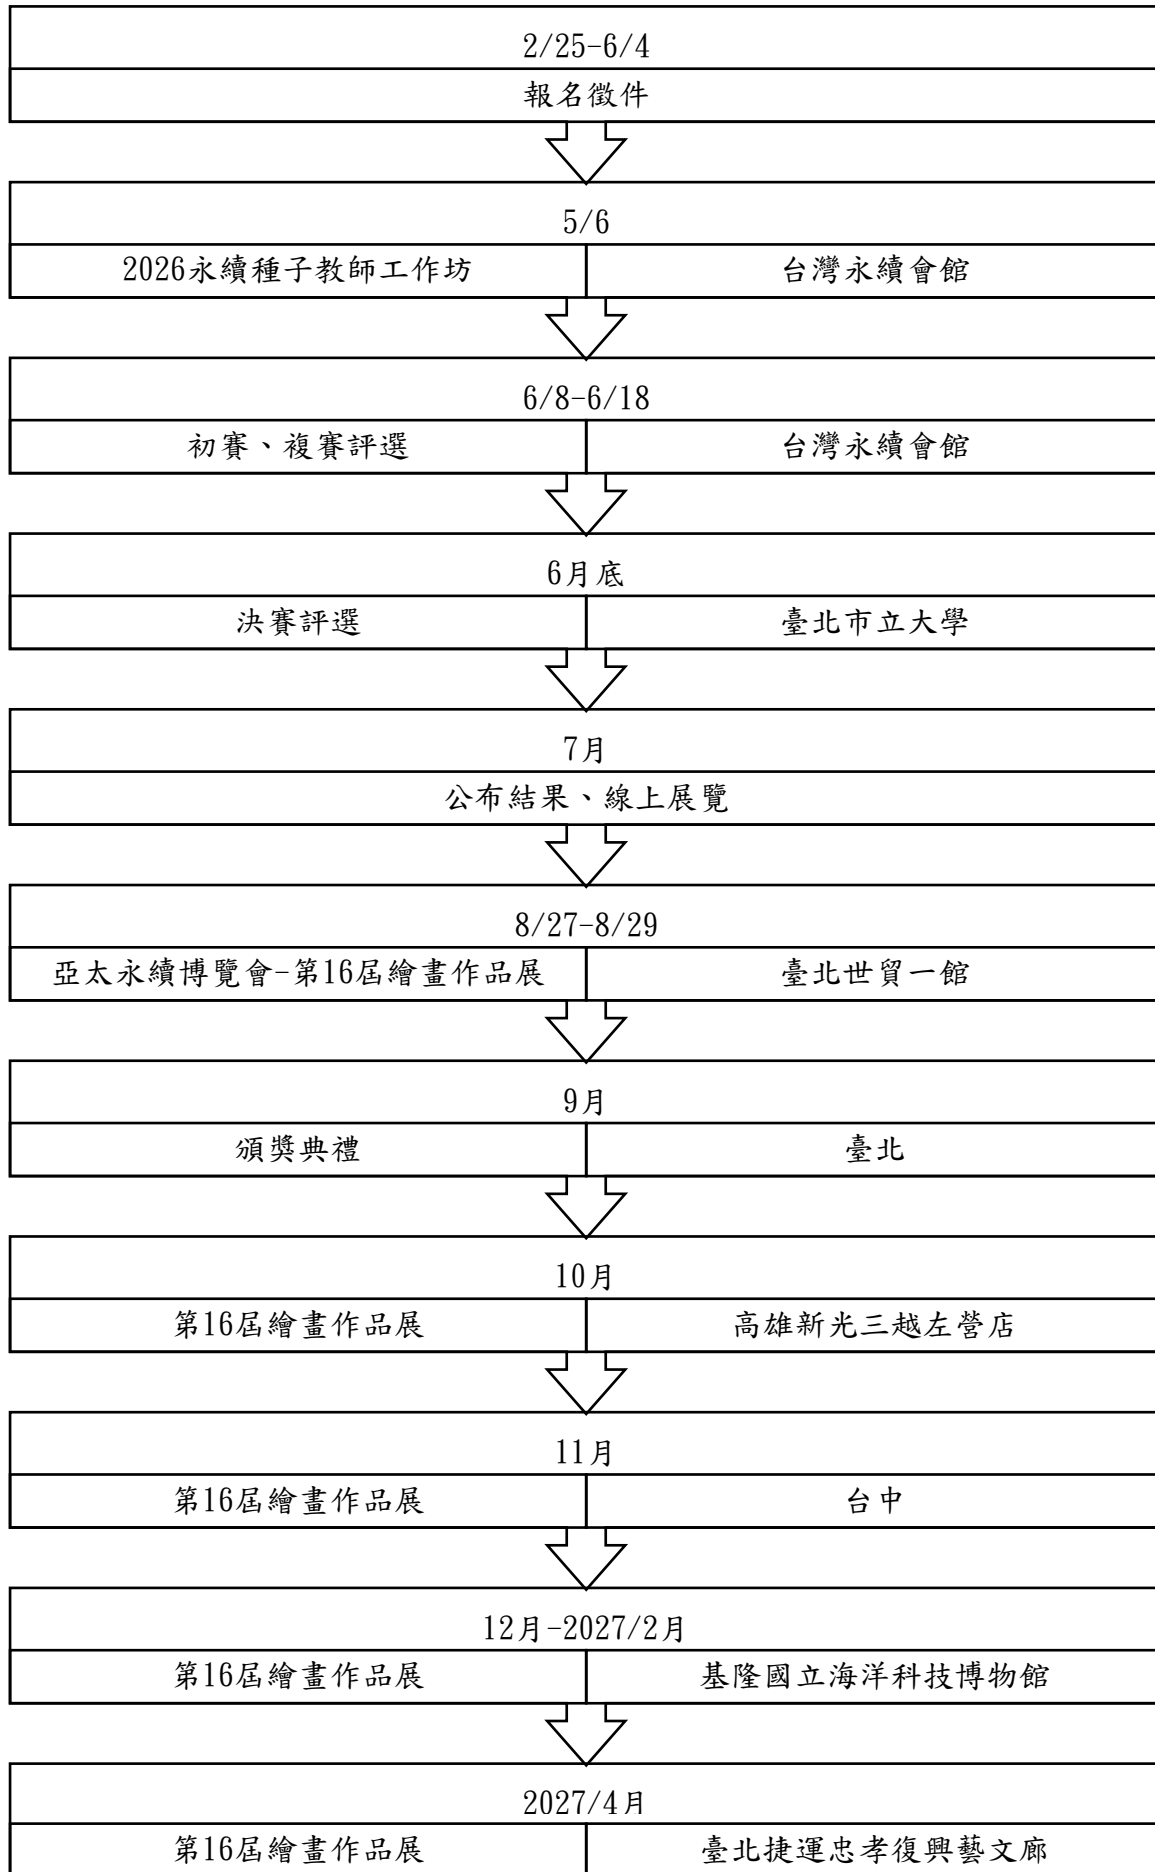 2/25-6/4
報名徵件
5/6
2026永續種子教師工作坊 台灣永續會館
6/8-6/18
初賽、複賽評選 台灣永續會館
6月底
決賽評選 臺北市立大學
7月
公布結果、線上展覽
8/27-8/29
亞太永續博覽會-第16屆繪畫作品展 臺北世貿一館
9月
頒獎典禮 臺北
10月
第16屆繪畫作品展 高雄新光三越左營店
11月
第16屆繪畫作品展 台中
12月-2027/2月
第16屆繪畫作品展 基隆國立海洋科技博物館
2027/4月
第16屆繪畫作品展 臺北捷運忠孝復興藝文廊